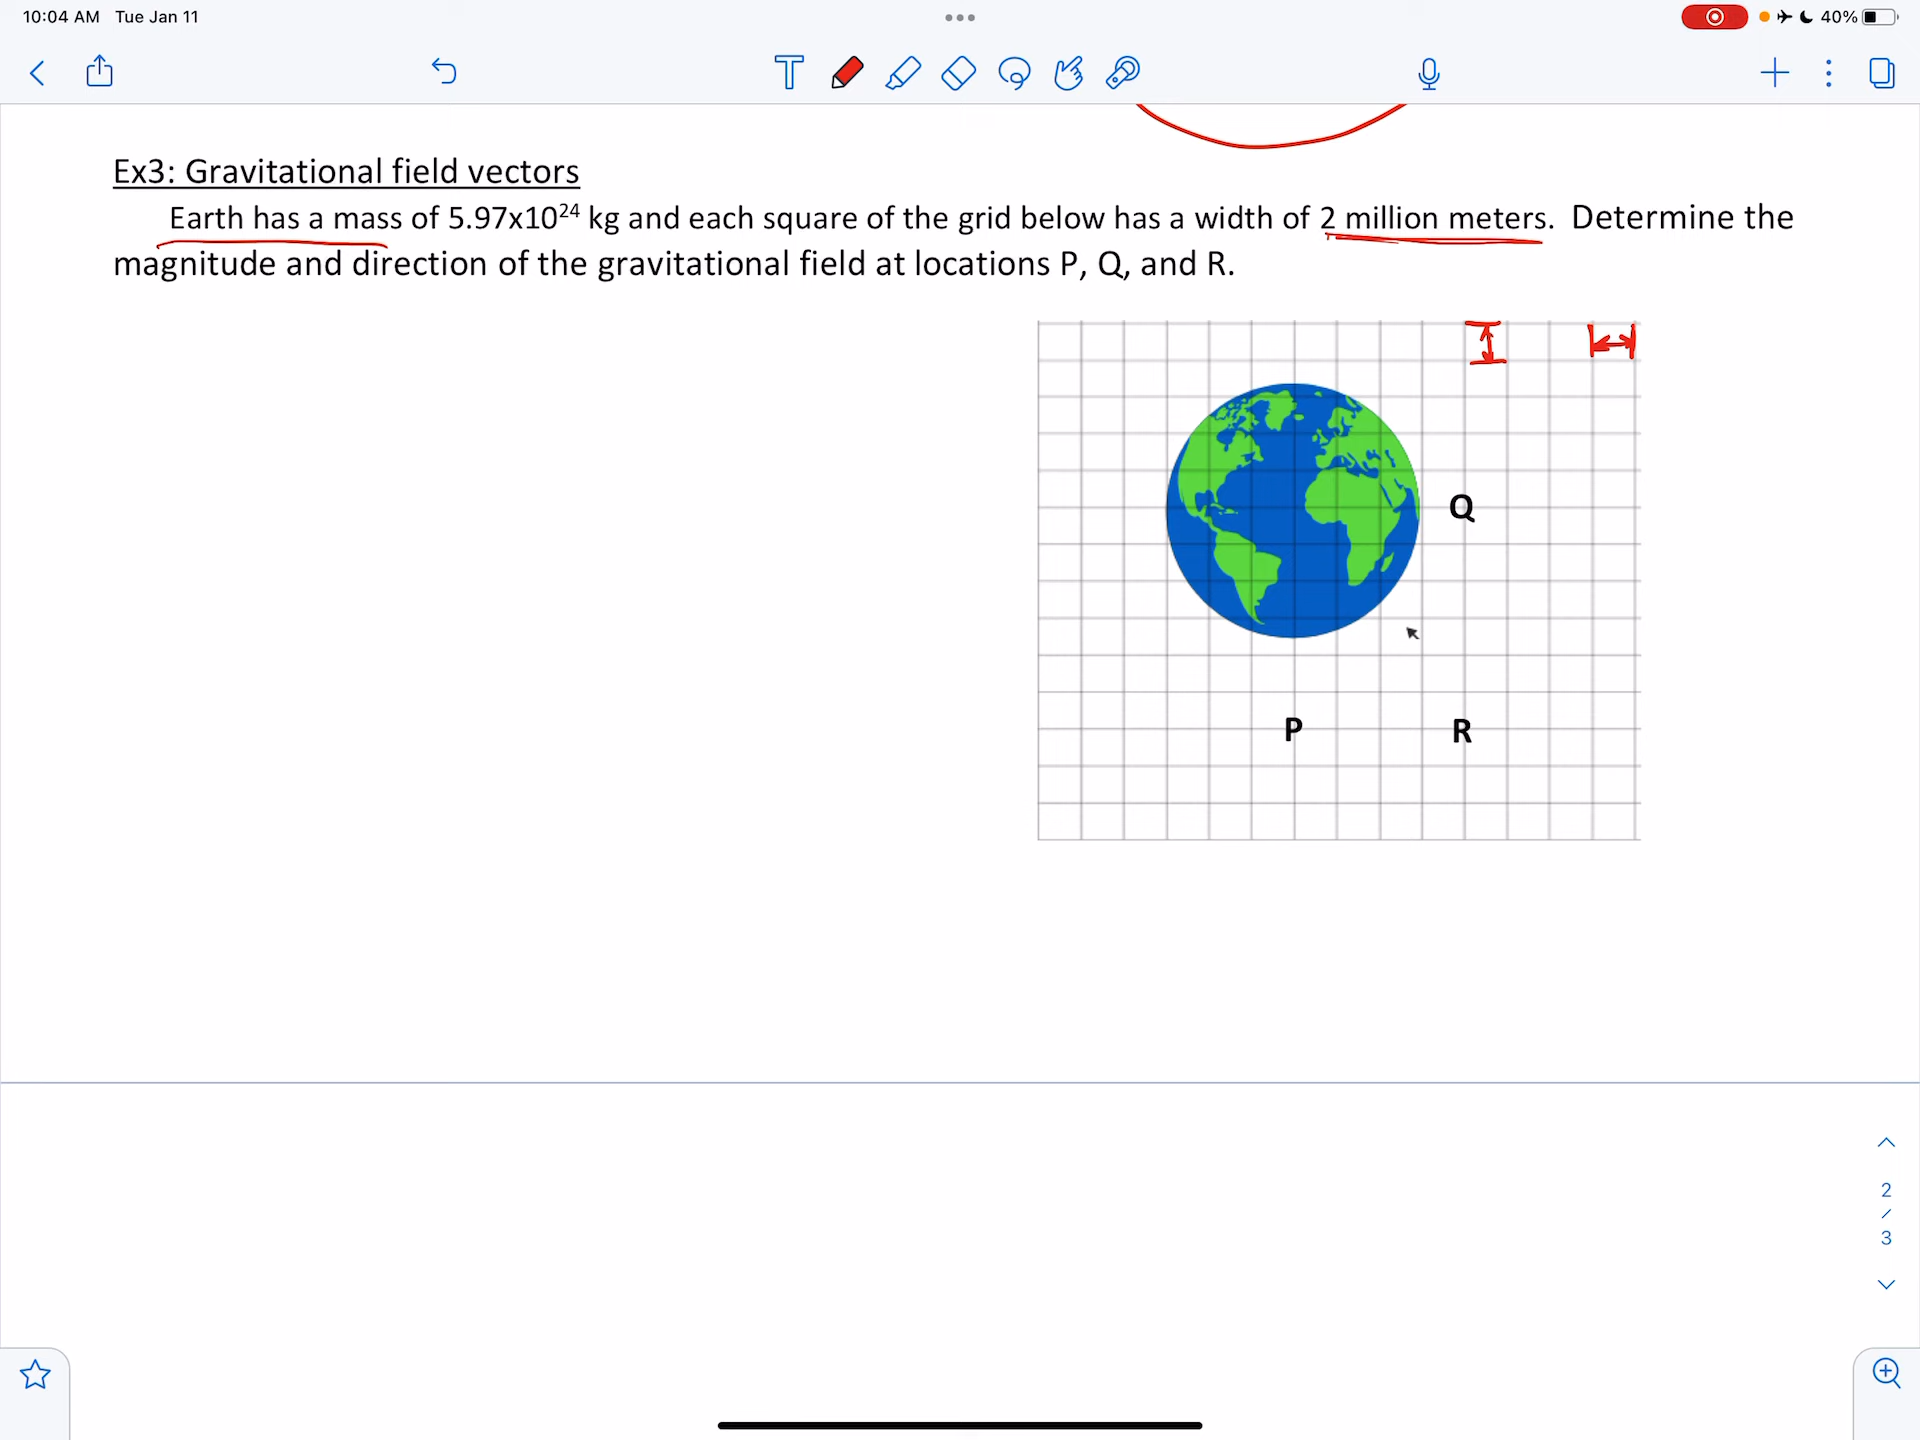 10:04 AM Tue Jan 11
40%
Ex3: Gravitational field vectors
Earth has a mass of 5.97x10²⁴ kg and each square of the grid below has a width of 2 million meters. Determine the
magnitude and direction of the gravitational field at locations P, Q, and R.
Q
P
R
2
/
3